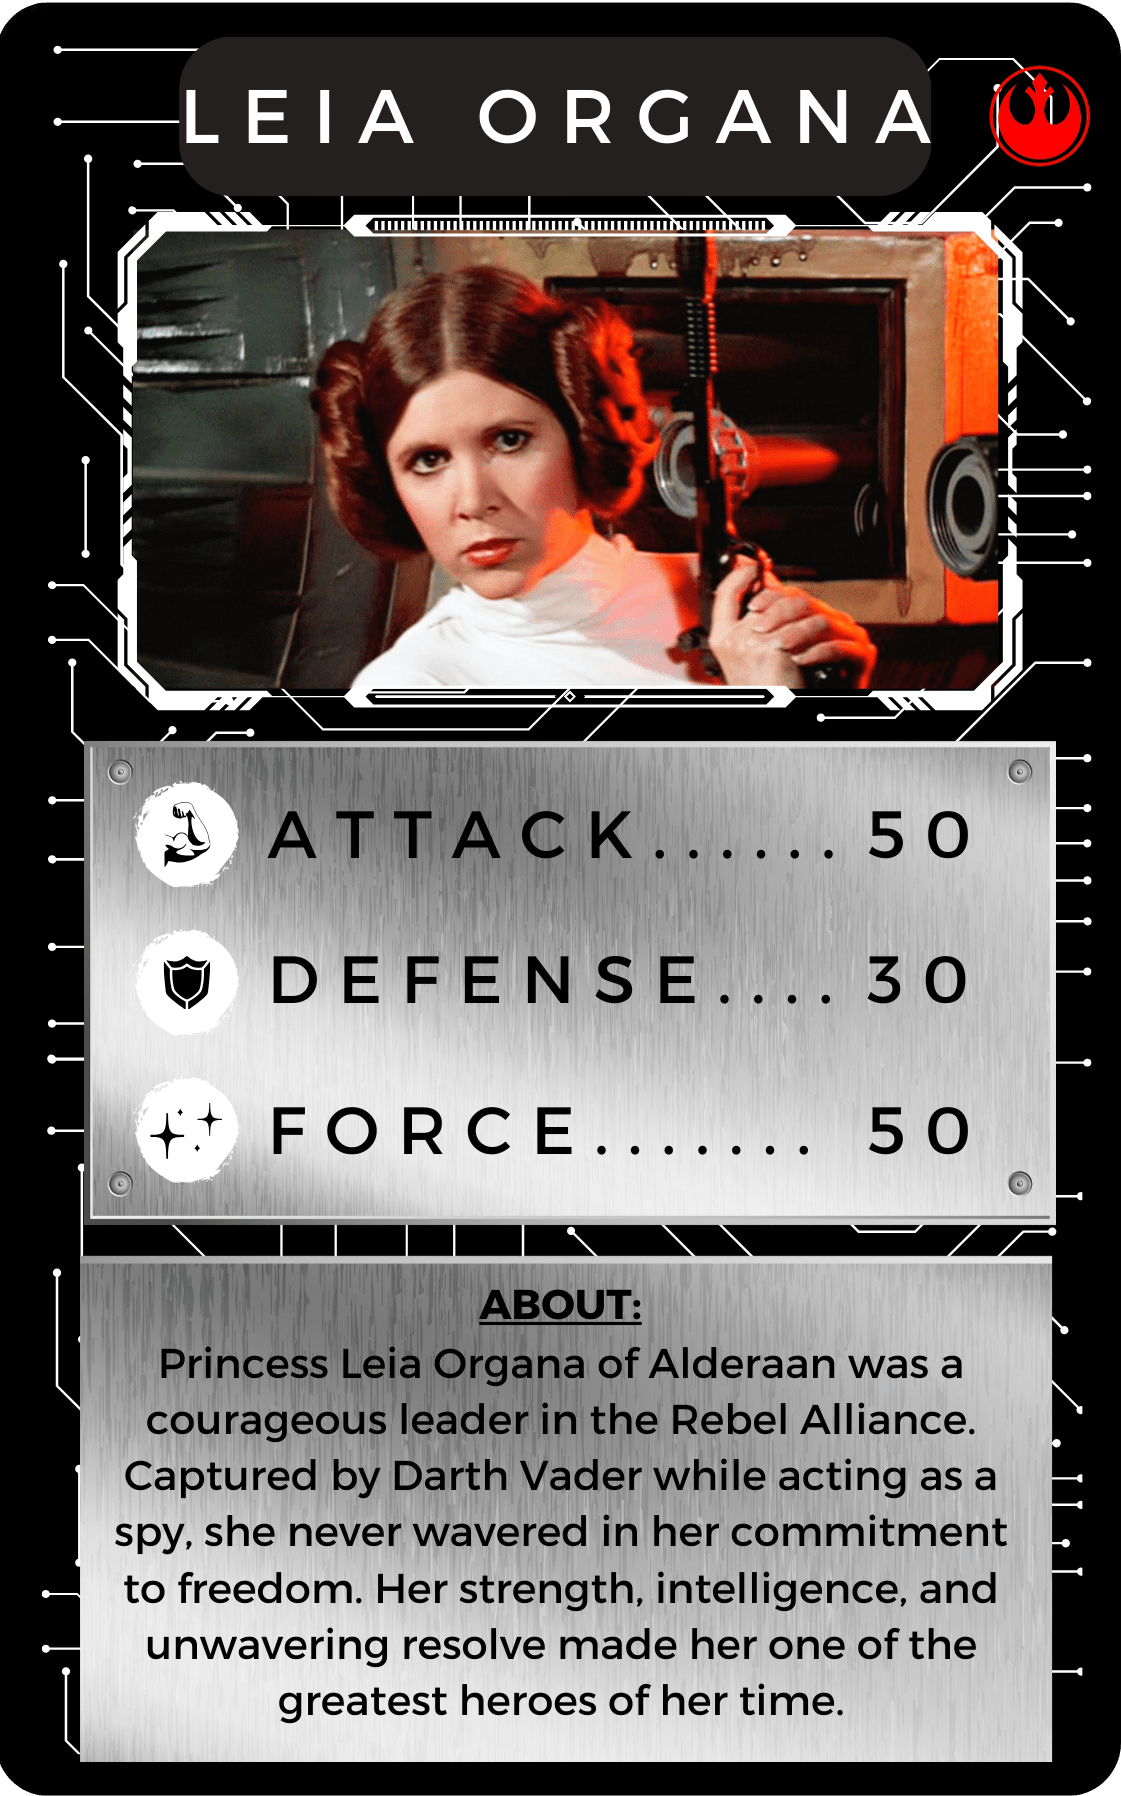 LEIA ORGANA
ATTACK...... 50
DEFENSE.... 30
FORCE....... 50
ABOUT:
Princess Leia Organa of Alderaan was a
courageous leader in the Rebel Alliance.
Captured by Darth Vader while acting as a
spy, she never wavered in her commitment
to freedom. Her strength, intelligence, and
unwavering resolve made her one of the
greatest heroes of her time.